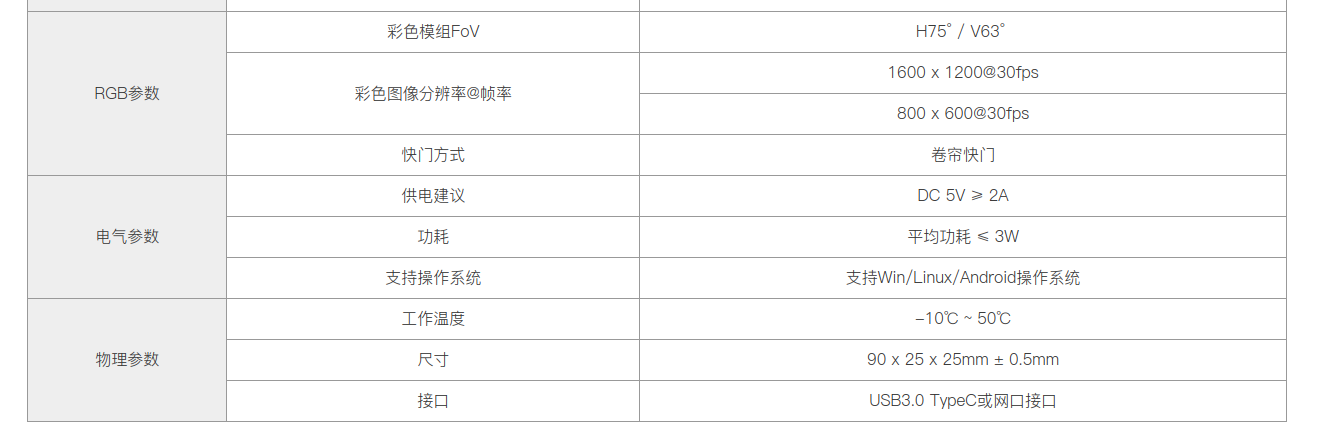 彩色模组FoV
H75° / V63°
RGB参数
彩色图像分辨率@帧率
1600 x 1200@30fps
800 x 600@30fps
快门方式
卷帘快门
电气参数
供电建议
DC 5V ≥ 2A
功耗
平均功耗 ≤ 3W
支持操作系统
支持Win/Linux/Android操作系统
物理参数
工作温度
-10℃ ~ 50℃
尺寸
90 x 25 x 25mm ± 0.5mm
接口
USB3.0 TypeC或网口接口